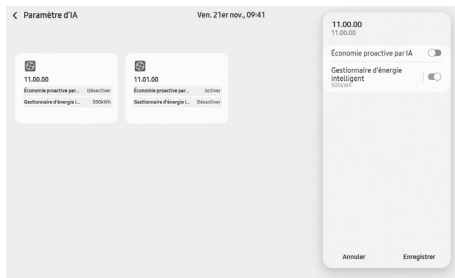 Paramètre d'IA
Ven. 21er nov., 09:41
11.00.00
Économie proactive par... Désactiver
Gestionnaire d'énergie i... 500kWh
11.01.00
Économie proactive par... Activer
Gestionnaire d'énergie i... Désactiver
11.00.00
11.00.00
Économie proactive par IA
Gestionnaire d'énergie
intelligent
500kWh
Annuler
Enregistrer